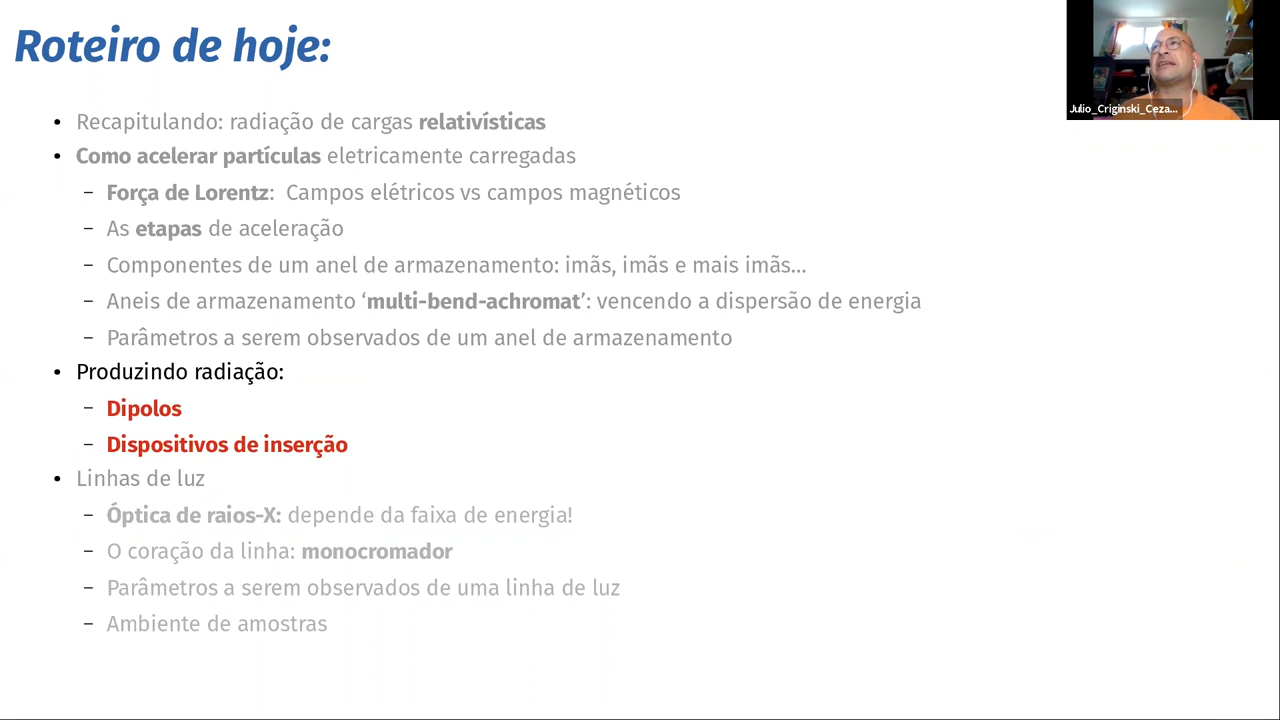 Roteiro de hoje:
Julio_Criginski_Ceza...
• Recapitulando: radiação de cargas relativísticas
• Como acelerar partículas eletricamente carregadas
– Força de Lorentz: Campos elétricos vs campos magnéticos
– As etapas de aceleração
– Componentes de um anel de armazenamento: imãs, imãs e mais imãs...
– Aneis de armazenamento ‘multi-bend-achromat’: vencendo a dispersão de energia
– Parâmetros a serem observados de um anel de armazenamento
• Produzindo radiação:
– Dipolos
– Dispositivos de inserção
• Linhas de luz
– Óptica de raios-X: depende da faixa de energia!
– O coração da linha: monocromador
– Parâmetros a serem observados de uma linha de luz
– Ambiente de amostras